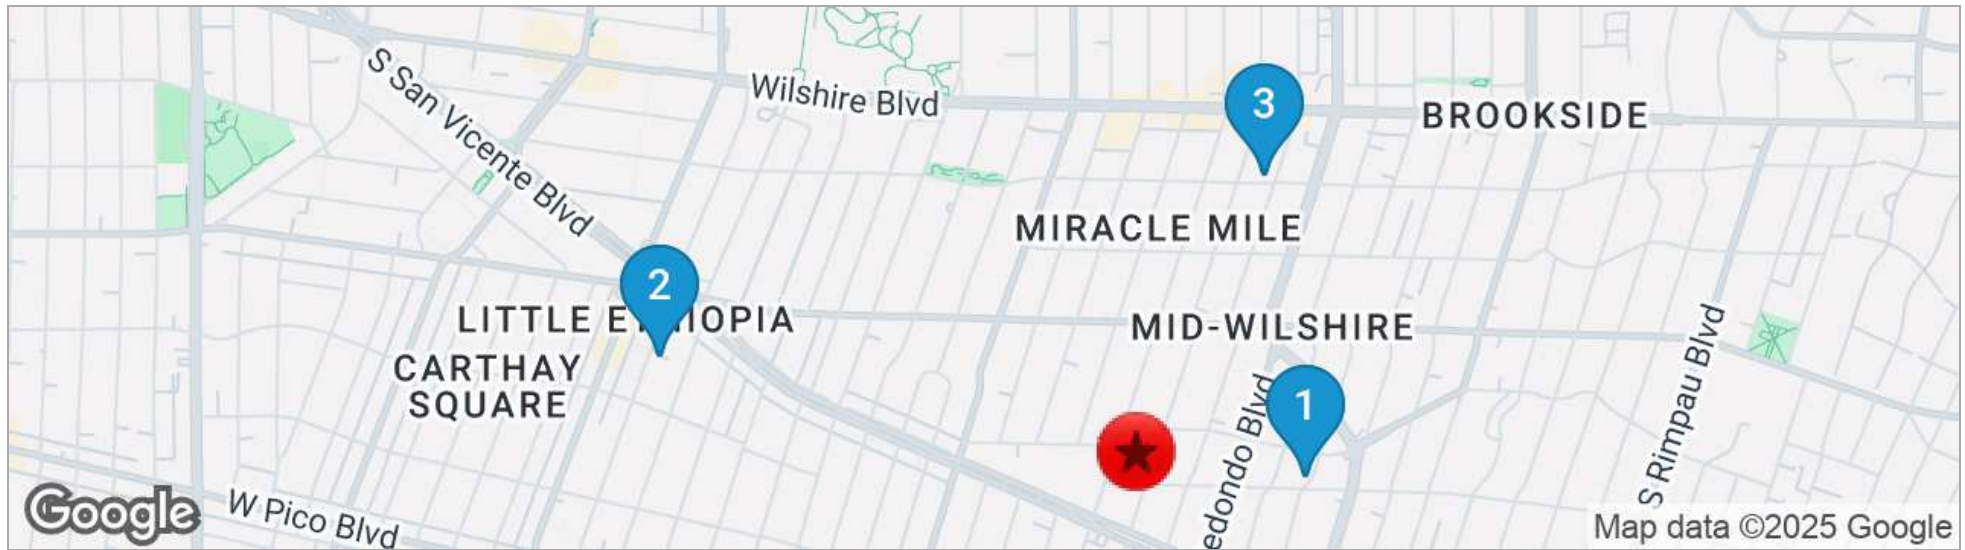 S San Vicente Blvd
Wilshire Blvd
3
BROOKSIDE
MIRACLE MILE
2
LITTLE E HIOPIA
MID-WILSHIRE
CARTHAY
SQUARE
1
edondo Blvd
S Rimpau Blvd
Google
W Pico Blvd
Map data ©2025 Google